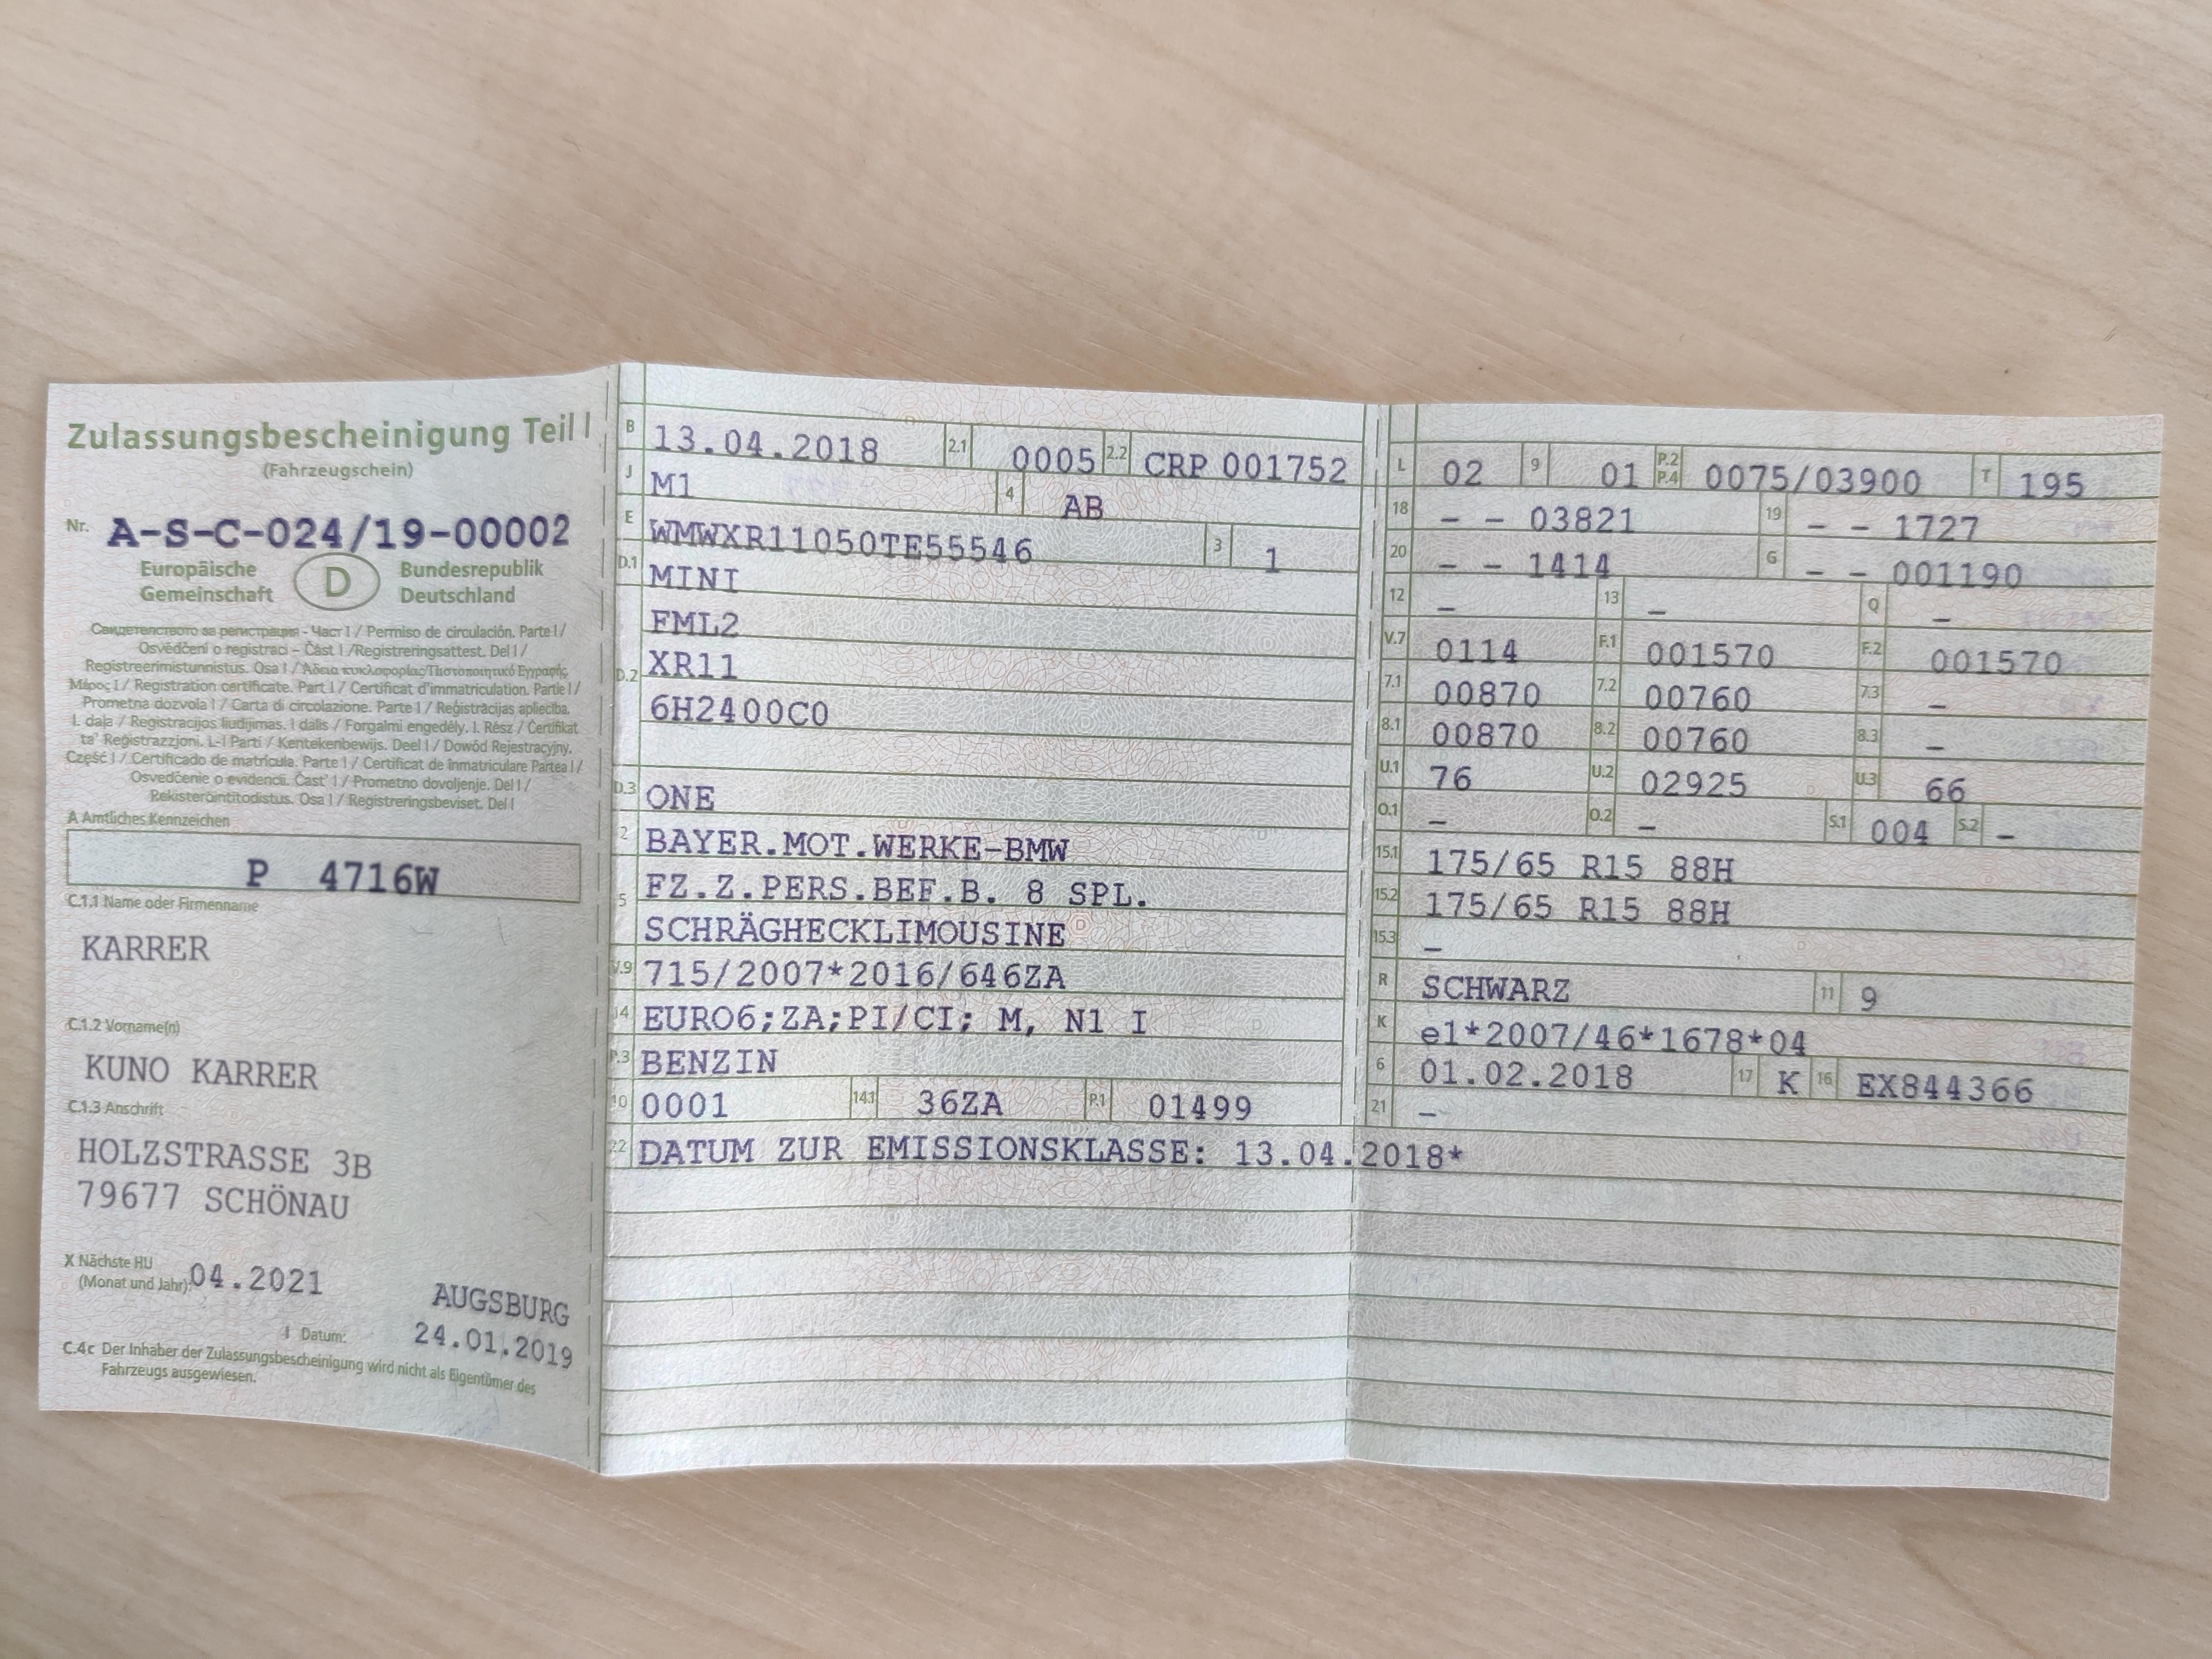 Zulassungsbescheinigung Teil I
(Fahrzeugschein)
Nr. A-S-C-024/19-00002
Europäische Gemeinschaft D Bundesrepublik Deutschland
Свидетелството за регистрация - Част I / Permiso de circulación. Parte I /
Osvědčení o registraci – Část I / Registreringsattest. Del I /
Registreerimistunnistus. Osa I / Άδεια κυκλοφορίας/Πιστοποιητικό Εγγραφής
Μέρος I / Registration certificate. Part I / Certificat d'immatriculation. Partie I /
Prometna dozvola I / Carta di circolazione. Parte I / Reģistrācijas apliecība.
I. daļa / Registracijos liudijimas. I dalis / Forgalmi engedély. I. Rész / Ċertifikat
ta' Reġistrazzjoni. L-I Parti / Kentekenbewijs. Deel I / Dowód Rejestracyjny.
Część I / Certificado de matrícula. Parte I / Certificat de înmatriculare Partea I /
Osvedčenie o evidencii. Časť I / Prometno dovoljenje. Del I /
Rekisteröintitodistus. Osa I / Registreringsbeviset. Del I
A Amtliches Kennzeichen
P 4716W
C.1.1 Name oder Firmenname
KARRER
C.1.2 Vorname(n)
KUNO KARRER
C.1.3 Anschrift
HOLZSTRASSE 3B
79677 SCHÖNAU
X Nächste HU
(Monat und Jahr): 04.2021
AUGSBURG
I Datum: 24.01.2019
C.4c Der Inhaber der Zulassungsbescheinigung wird nicht als Eigentümer des
Fahrzeugs ausgewiesen.
B 13.04.2018 2.1 0005 2.2 CRP 001752
J M1 4 AB
E WMWXR11050TE55546 3 1
D.1 MINI
FML2
D.2 XR11
6H2400C0
D.3 ONE
2 BAYER.MOT.WERKE-BMW
5 FZ.Z.PERS.BEF.B. 8 SPL.
SCHRÄGHECKLIMOUSINE
V.9 715/2007*2016/646ZA
14 EURO6;ZA;PI/CI; M, N1 I
P.3 BENZIN
10 0001 14.1 36ZA P.1 01499
22 DATUM ZUR EMISSIONSKLASSE: 13.04.2018*
L 02 9 01 P.2 P.4 0075/03900 T 195
18 – – 03821 19 – – 1727
20 – – 1414 G – – 001190
12 – 13 – Q –
V.7 0114 F.1 001570 F.2 001570
7.1 00870 7.2 00760 7.3 –
8.1 00870 8.2 00760 8.3 –
U.1 76 U.2 02925 U.3 66
O.1 – O.2 – S.1 004 S.2 –
15.1 175/65 R15 88H
15.2 175/65 R15 88H
15.3 –
R SCHWARZ 11 9
K e1*2007/46*1678*04
6 01.02.2018 17 K 16 EX844366
21 –